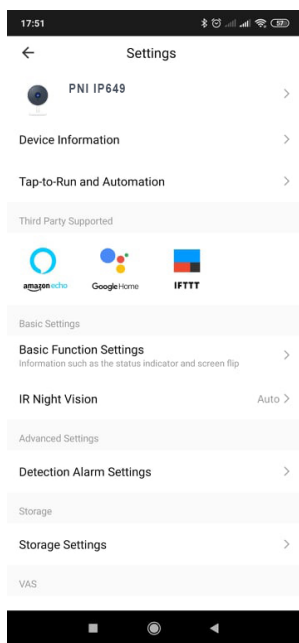 17:51
57
Settings
PNI IP649
Device Information
Tap-to-Run and Automation
Third Party Supported
amazon echo
Google Home
IFTTT
Basic Settings
Basic Function Settings
Information such as the status indicator and screen flip
IR Night Vision
Auto
Advanced Settings
Detection Alarm Settings
Storage
Storage Settings
VAS